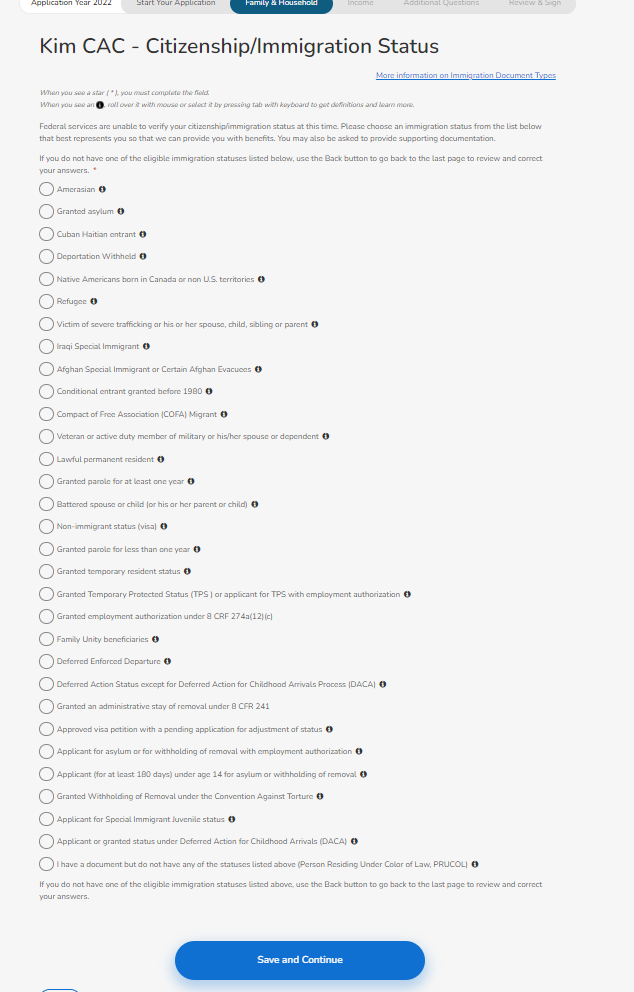 Application Year 2022 Start Your Application Family & Household Income Additional Questions Review & Sign
Kim CAC - Citizenship/Immigration Status
More information on Immigration Document Types
When you see a star ( * ), you must complete the field.
When you see an , roll over it with mouse or select it by pressing tab with keyboard to get definitions and learn more.
Federal services are unable to verify your citizenship/immigration status at this time. Please choose an immigration status from the list below
that best represents you so that we can provide you with benefits. You may also be asked to provide supporting documentation.
If you do not have one of the eligible immigration statuses listed below, use the Back button to go back to the last page to review and correct
your answers. *
Amerasian
Granted asylum
Cuban Haitian entrant
Deportation Withheld
Native Americans born in Canada or non U.S. territories
Refugee
Victim of severe trafficking or his or her spouse, child, sibling or parent
Iraqi Special Immigrant
Afghan Special Immigrant or Certain Afghan Evacuees
Conditional entrant granted before 1980
Compact of Free Association (COFA) Migrant
Veteran or active duty member of military or his/her spouse or dependent
Lawful permanent resident
Granted parole for at least one year
Battered spouse or child (or his or her parent or child)
Non-immigrant status (visa)
Granted parole for less than one year
Granted temporary resident status
Granted Temporary Protected Status (TPS ) or applicant for TPS with employment authorization
Granted employment authorization under 8 CRF 274a(12)(c)
Family Unity beneficiaries
Deferred Enforced Departure
Deferred Action Status except for Deferred Action for Childhood Arrivals Process (DACA)
Granted an administrative stay of removal under 8 CFR 241
Approved visa petition with a pending application for adjustment of status
Applicant for asylum or for withholding of removal with employment authorization
Applicant (for at least 180 days) under age 14 for asylum or withholding of removal
Granted Withholding of Removal under the Convention Against Torture
Applicant for Special Immigrant Juvenile status
Applicant or granted status under Deferred Action for Childhood Arrivals (DACA)
I have a document but do not have any of the statuses listed above (Person Residing Under Color of Law, PRUCOL)
If you do not have one of the eligible immigration statuses listed above, use the Back button to go back to the last page to review and correct
your answers.
Save and Continue